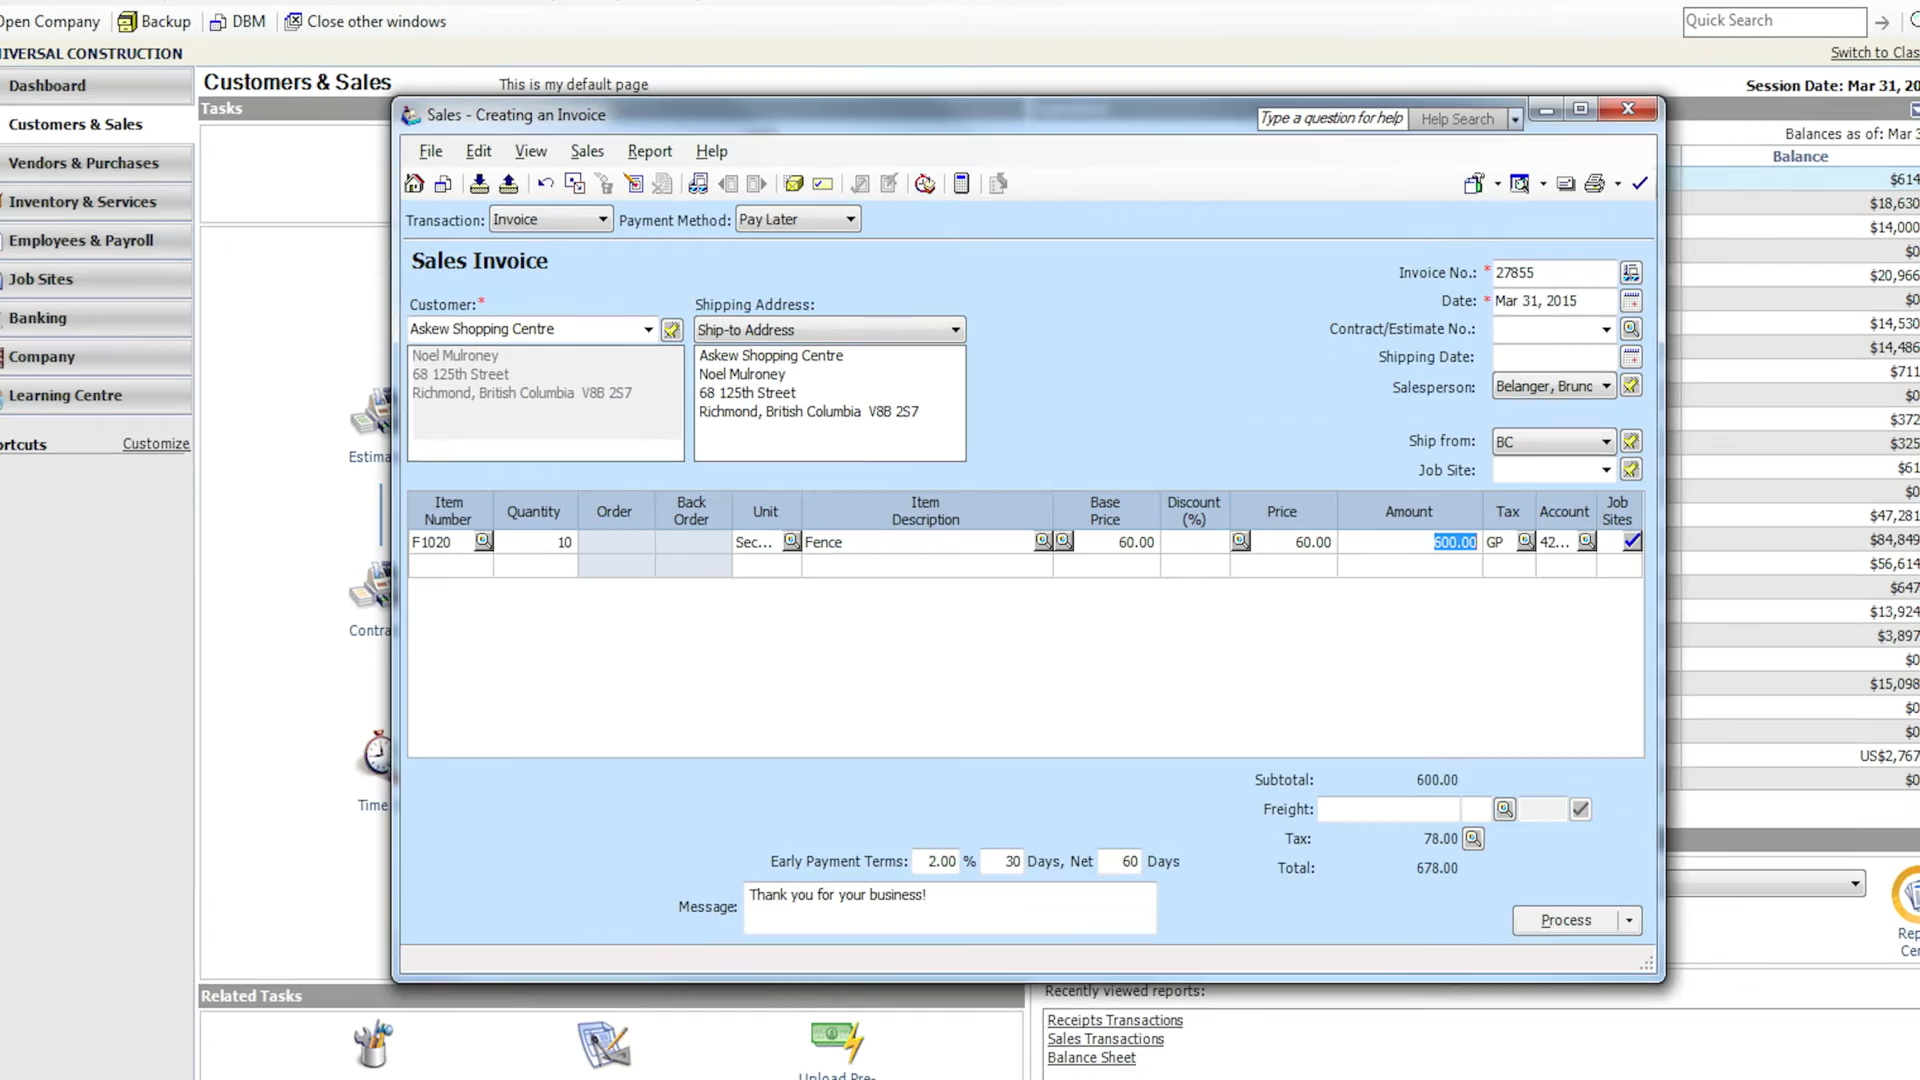 Open Company
Backup
DBM
Close other windows
Quick Search
IVERSAL CONSTRUCTION
Switch to Clas
Dashboard
Customers & Sales
Vendors & Purchases
Inventory & Services
Employees & Payroll
Job Sites
Banking
Company
Learning Centre
ortcuts
Customize
Customers & Sales
This is my default page
Session Date: Mar 31, 20
Tasks
Balances as of: Mar 3
Balance
$614
$18,630
$14,000
$0
$20,966
$0
$14,530
$14,486
$711
$0
$372
$325
$61
$0
$47,281
$84,849
$56,614
$647
$13,924
$3,897
$0
$15,098
$0
$0
US$2,767
$0
Estima
Contra
Time
Sales - Creating an Invoice
Type a question for help
Help Search
File Edit View Sales Report Help
Transaction: Invoice Payment Method: Pay Later
Sales Invoice
Customer:*
Askew Shopping Centre
Noel Mulroney
68 125th Street
Richmond, British Columbia V8B 2S7
Shipping Address:
Ship-to Address
Askew Shopping Centre
Noel Mulroney
68 125th Street
Richmond, British Columbia V8B 2S7
Invoice No.: * 27855
Date: * Mar 31, 2015
Contract/Estimate No.:
Shipping Date:
Salesperson: Belanger, Brunc
Ship from: BC
Job Site:
Item Number Quantity Order Back Order Unit Item Description Base Price Discount (%) Price Amount Tax Account Job Sites
F1020 10 Sec... Fence 60.00 60.00 600.00 GP 42...
Subtotal: 600.00
Freight:
Tax: 78.00
Total: 678.00
Early Payment Terms: 2.00 % 30 Days, Net 60 Days
Message: Thank you for your business!
Process
Rep
Cer
Related Tasks
Upload Pre-
Recently viewed reports:
Receipts Transactions
Sales Transactions
Balance Sheet